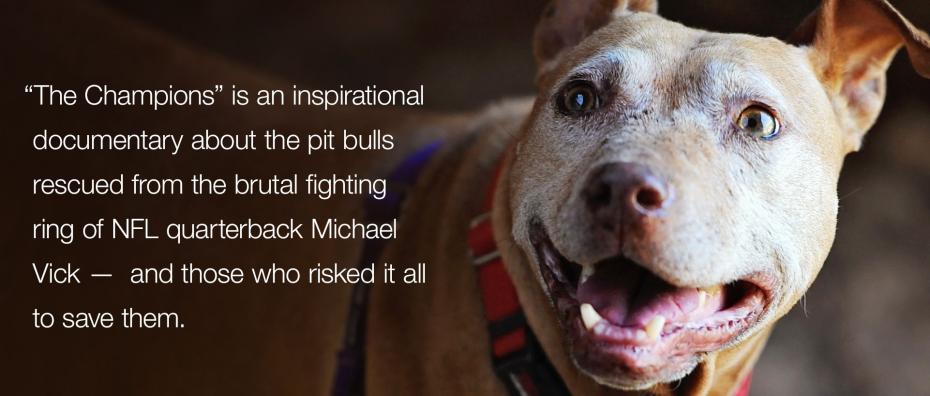 “The Champions” is an inspirational
documentary about the pit bulls
rescued from the brutal fighting
ring of NFL quarterback Michael
Vick — and those who risked it all
to save them.